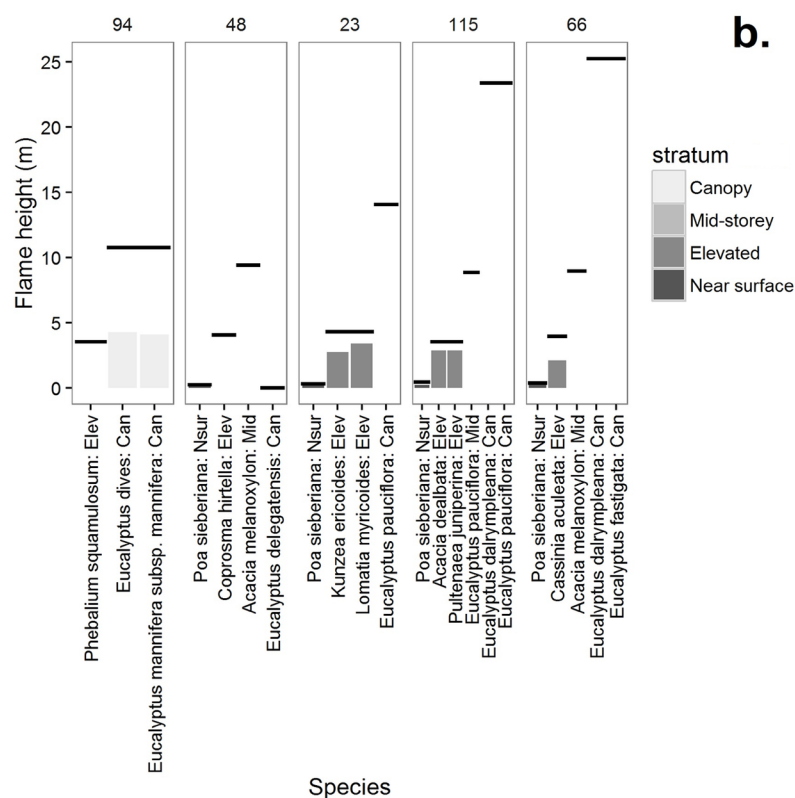 94 48 23 115 66
b.
Flame height (m)
25
20
15
10
5
0
stratum
Canopy
Mid-storey
Elevated
Near surface
Phebalium squamulosum: Elev
Eucalyptus dives: Can
Eucalyptus mannifera subsp. mannifera: Can
Poa sieberiana: Nsur
Coprosma hirtella: Elev
Acacia melanoxylon: Mid
Eucalyptus delegatensis: Can
Poa sieberiana: Nsur
Kunzea ericoides: Elev
Lomatia myricoides: Elev
Eucalyptus pauciflora: Can
Poa sieberiana: Nsur
Acacia dealbata: Elev
Pultenaea juniperina: Elev
Eucalyptus pauciflora: Mid
Eucalyptus dalrympleana: Can
Eucalyptus pauciflora: Can
Poa sieberiana: Nsur
Cassinia aculeata: Elev
Acacia melanoxylon: Mid
Eucalyptus dalrympleana: Can
Eucalyptus fastigata: Can
Species